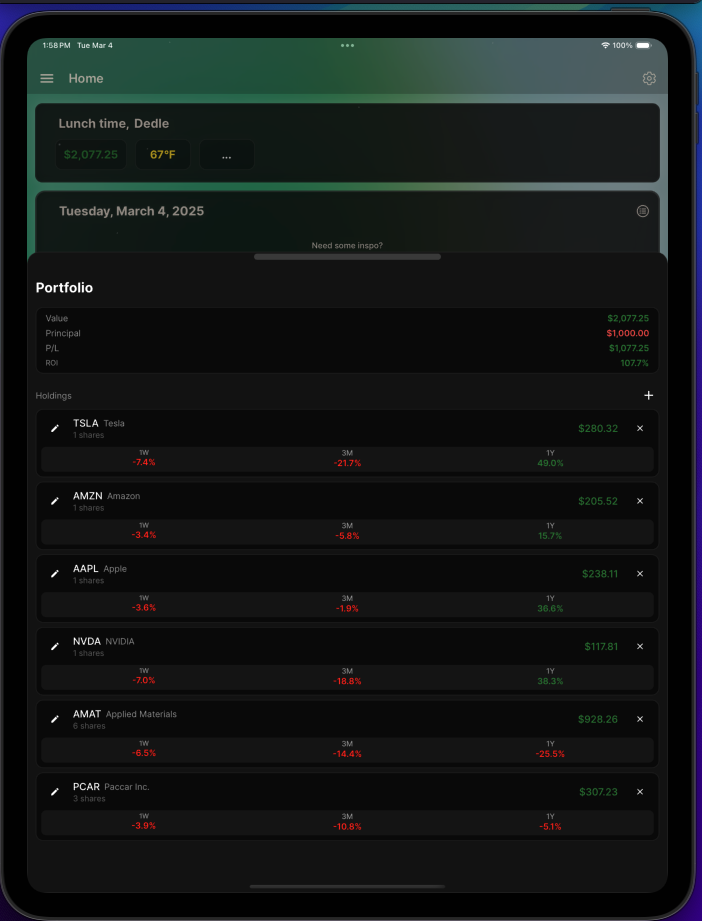 1:58 PM Tue Mar 4
100%
Home
Lunch time, Dedle
$2,077.25 67°F ...
Tuesday, March 4, 2025
Need some inspo?
Portfolio
Value $2,077.25
Principal $1,000.00
P/L $1,077.25
ROI 107.7%
Holdings +
TSLA Tesla
1 shares
$280.32
1W 3M 1Y
-7.4% -21.7% 49.0%
AMZN Amazon
1 shares
$205.52
1W 3M 1Y
-3.4% -5.8% 15.7%
AAPL Apple
1 shares
$238.11
1W 3M 1Y
-3.6% -1.9% 36.6%
NVDA NVIDIA
1 shares
$117.81
1W 3M 1Y
-7.0% -18.8% 38.3%
AMAT Applied Materials
6 shares
$928.26
1W 3M 1Y
-6.5% -14.4% -25.5%
PCAR Paccar Inc.
3 shares
$307.23
1W 3M 1Y
-3.9% -10.8% -5.1%